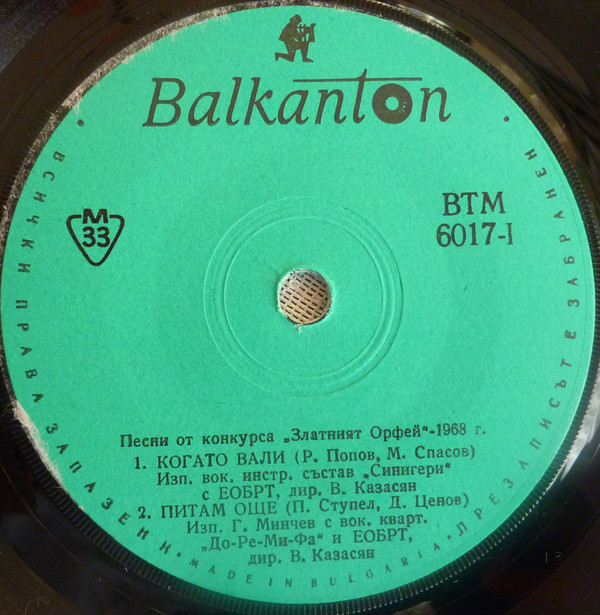 Balkanton
M
33
ВТМ
6017-I
Песни от конкурса „Златният Орфей“-1968 г.
1. КОГАТО ВАЛИ (Р. Попов, М. Спасов)
Изп. вок. инстр. състав „Синигери“
с ЕОБРТ, дир. В. Казасян
2. ПИТАМ ОЩЕ (П. Ступел, Д. Ценов)
Изп. Г. Минчев с вок. кварт.
„До-Ре-Ми-Фа“ и ЕОБРТ,
дир. В. Казасян
• ВСИЧКИ ПРАВА ЗАПАЗЕНИ • MADE IN BULGARIA • ПРЕЗАПИСЪТ Е ЗАБРАНЕН •